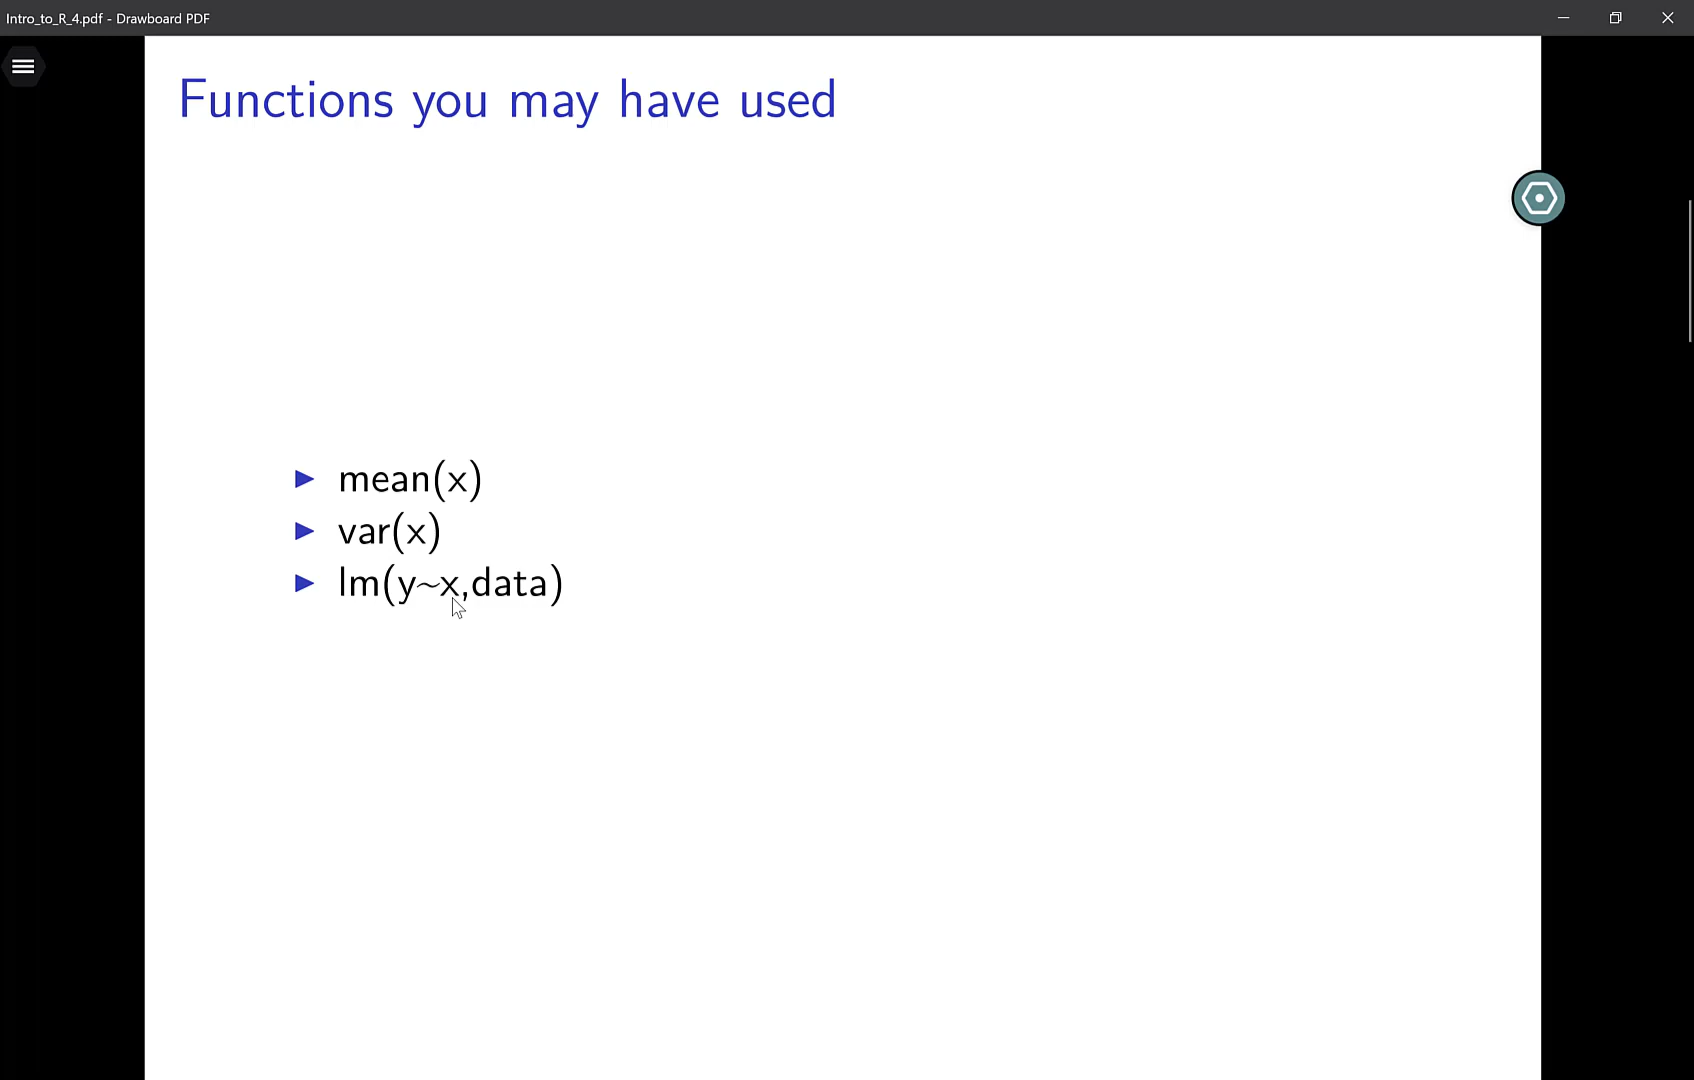 Intro_to_R_4.pdf - Drawboard PDF
Functions you may have used
▶ mean(x)
▶ var(x)
▶ lm(y~x,data)